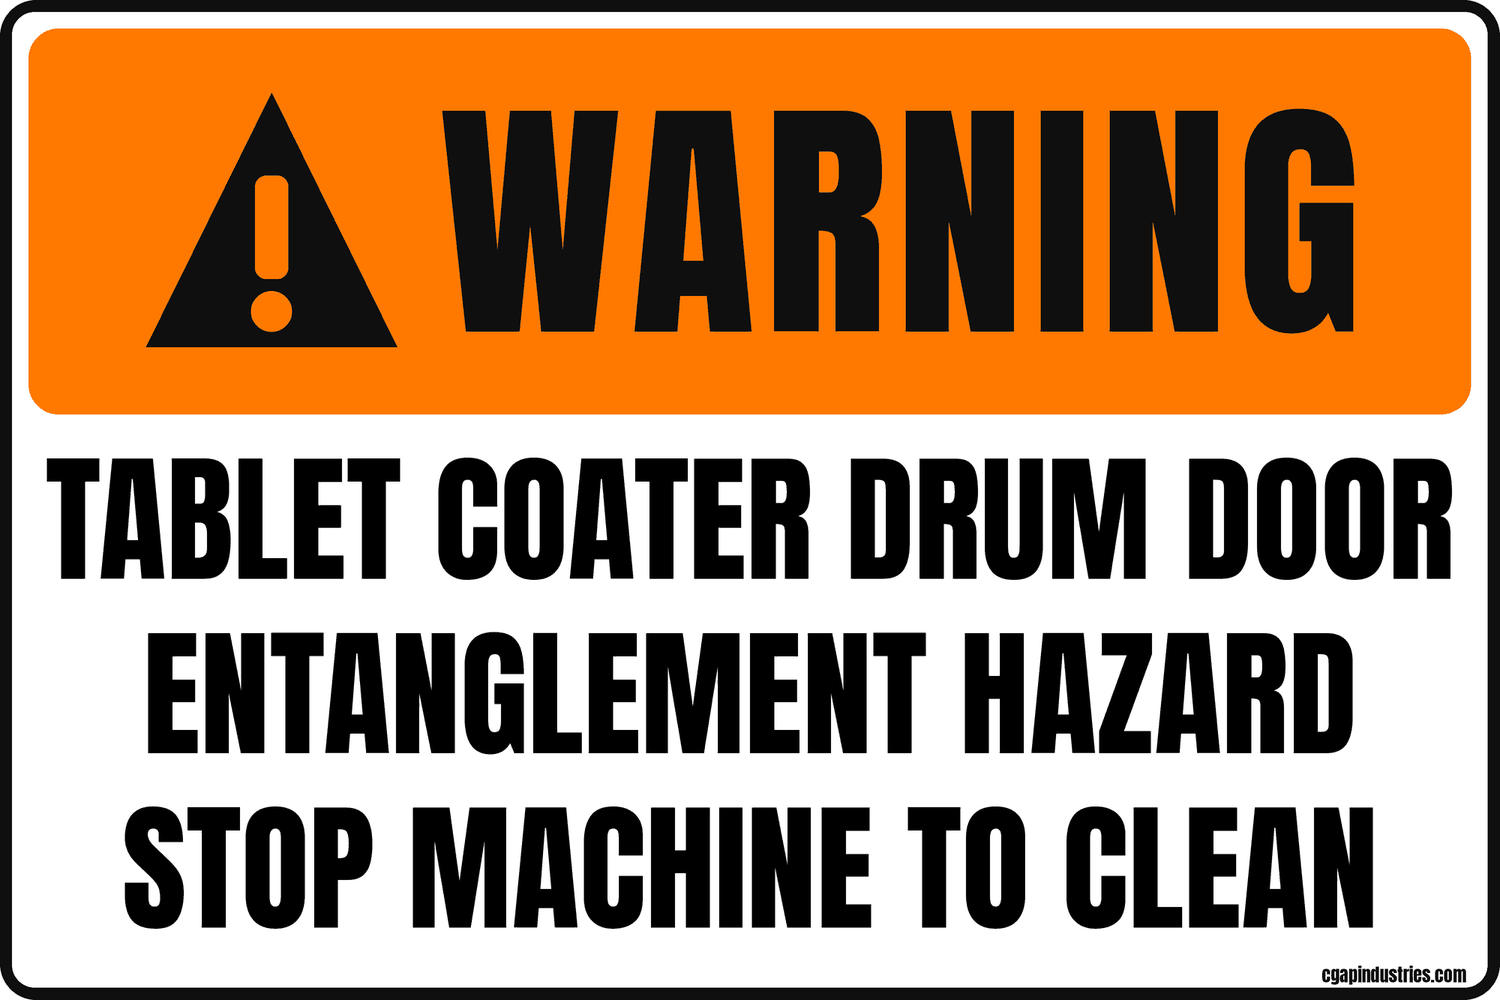 WARNING
TABLET COATER DRUM DOOR
ENTANGLEMENT HAZARD
STOP MACHINE TO CLEAN
cgapindustries.com